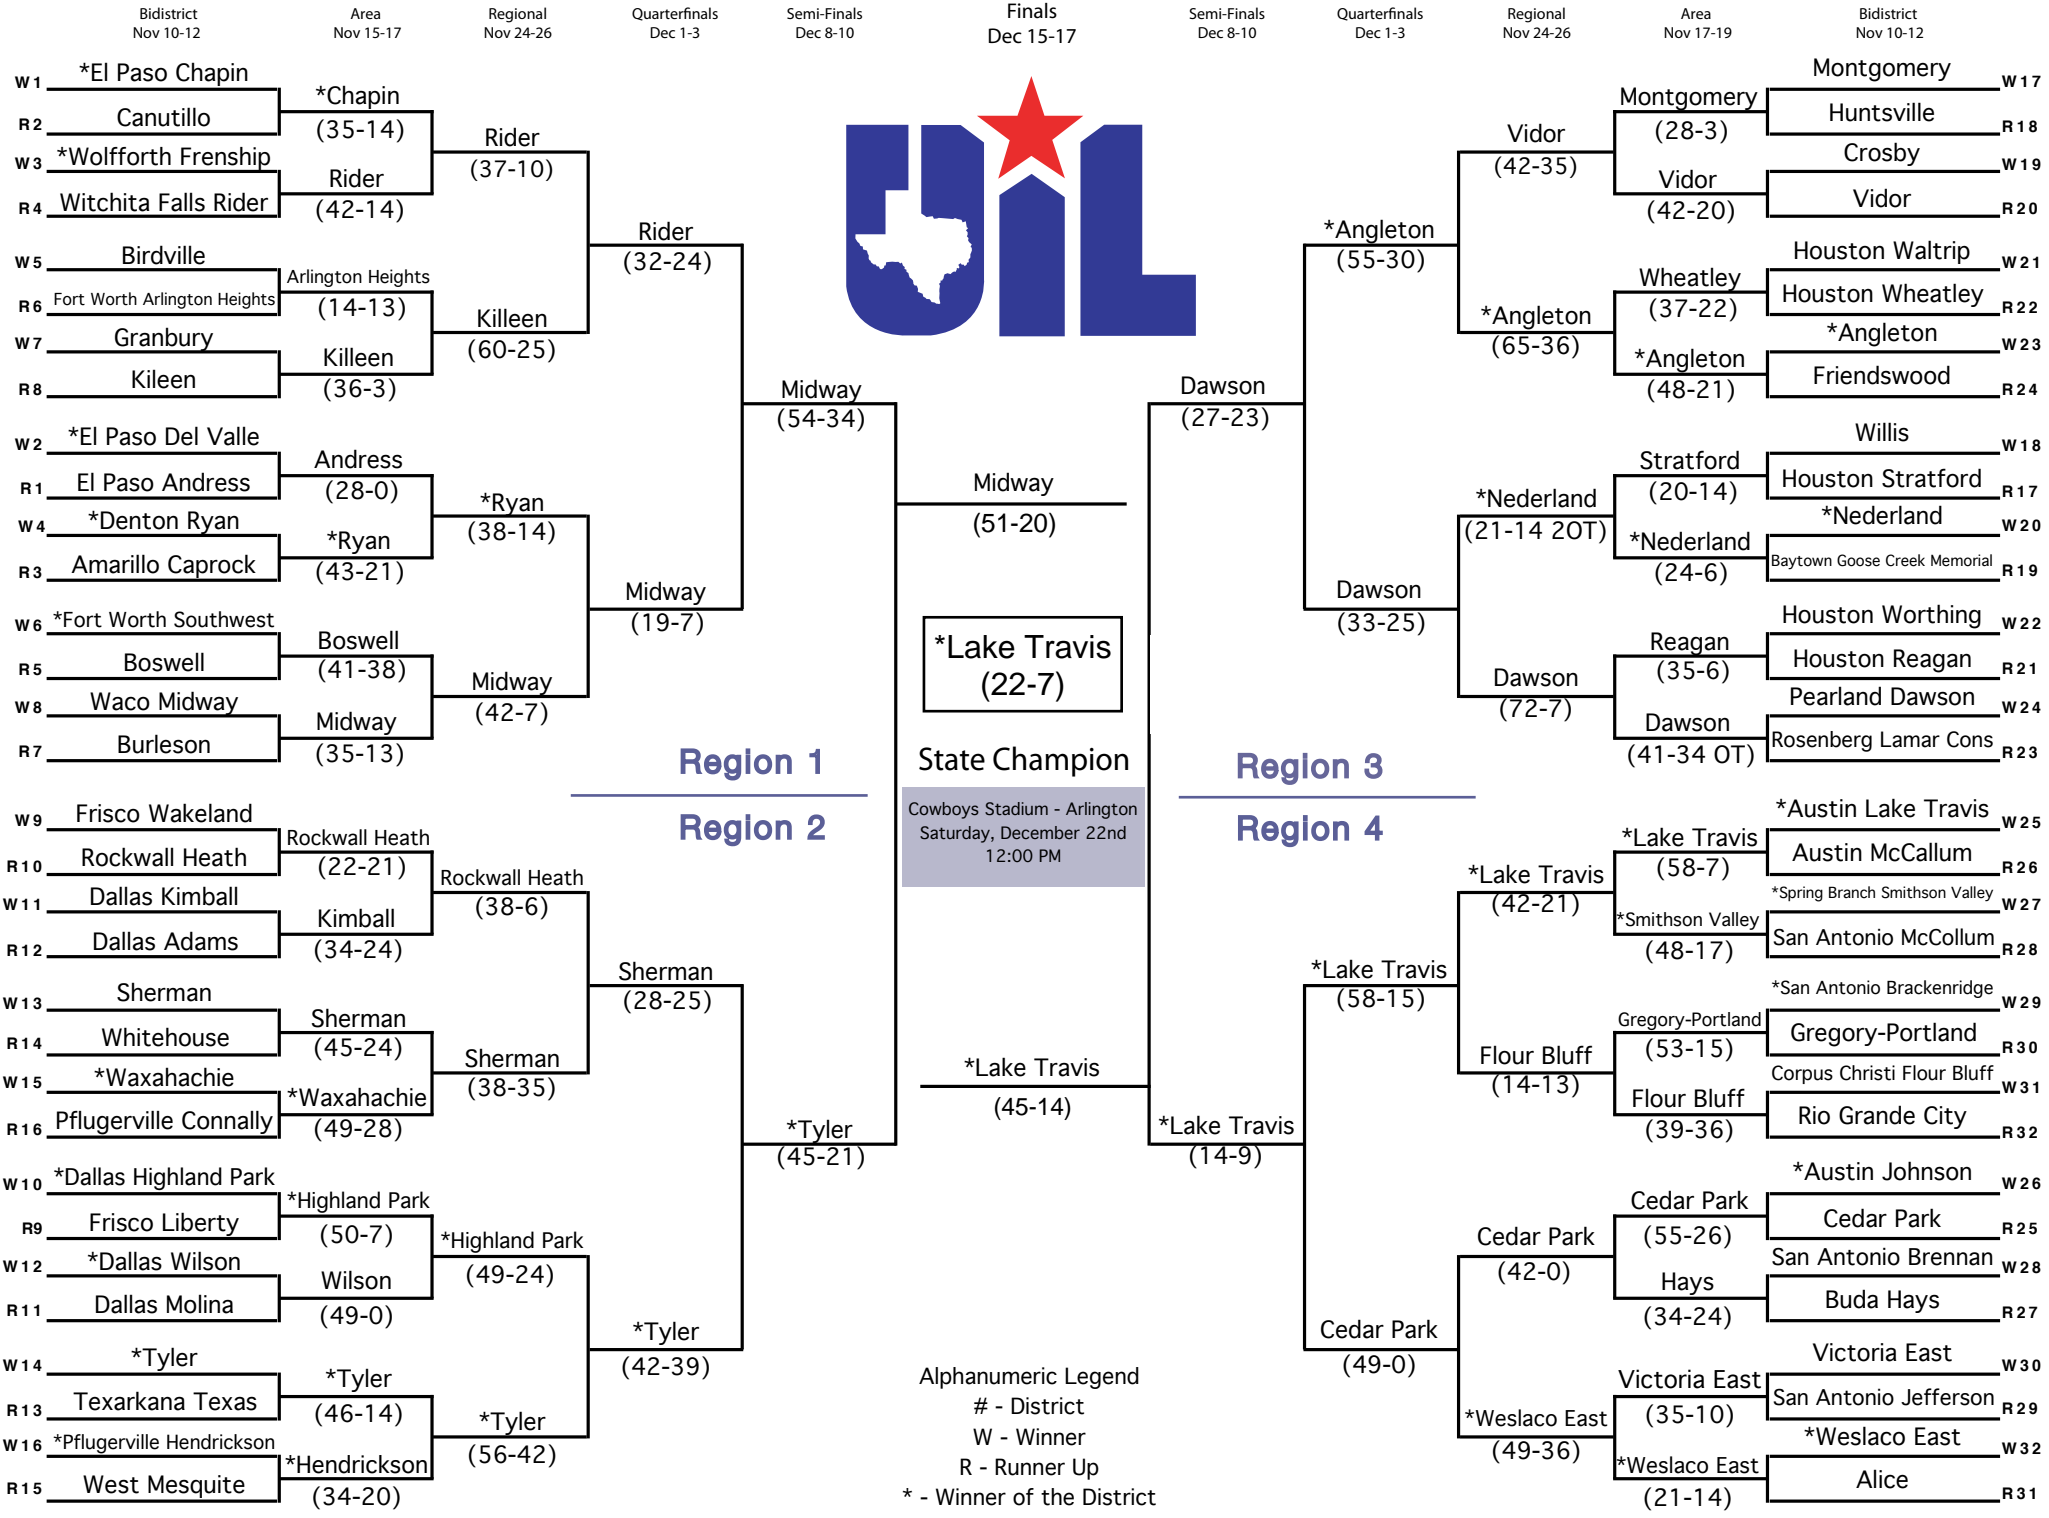 Bidistrict
Nov 10-12
Area
Nov 15-17
Regional
Nov 24-26
Quarterfinals
Dec 1-3
Semi-Finals
Dec 8-10
Finals
Dec 15-17
Semi-Finals
Dec 8-10
Quarterfinals
Dec 1-3
Regional
Nov 24-26
Area
Nov 17-19
Bidistrict
Nov 10-12
UIL
W1 *El Paso Chapin
R2 Canutillo
W3 *Wolfforth Frenship
R4 Witchita Falls Rider
W5 Birdville
R6 Fort Worth Arlington Heights
W7 Granbury
R8 Kileen
W2 *El Paso Del Valle
R1 El Paso Andress
W4 *Denton Ryan
R3 Amarillo Caprock
W6 *Fort Worth Southwest
R5 Boswell
W8 Waco Midway
R7 Burleson
W9 Frisco Wakeland
R10 Rockwall Heath
W11 Dallas Kimball
R12 Dallas Adams
W13 Sherman
R14 Whitehouse
W15 *Waxahachie
R16 Pflugerville Connally
W10 *Dallas Highland Park
R9 Frisco Liberty
W12 *Dallas Wilson
R11 Dallas Molina
W14 *Tyler
R13 Texarkana Texas
W16 *Pflugerville Hendrickson
R15 West Mesquite
*Chapin
(35-14)
Rider
(42-14)
Arlington Heights
(14-13)
Killeen
(36-3)
Andress
(28-0)
*Ryan
(43-21)
Boswell
(41-38)
Midway
(35-13)
Rockwall Heath
(22-21)
Kimball
(34-24)
Sherman
(45-24)
*Waxahachie
(49-28)
*Highland Park
(50-7)
Wilson
(49-0)
*Tyler
(46-14)
*Hendrickson
(34-20)
Rider
(37-10)
Killeen
(60-25)
*Ryan
(38-14)
Midway
(42-7)
Rockwall Heath
(38-6)
Sherman
(38-35)
*Highland Park
(49-24)
*Tyler
(56-42)
Rider
(32-24)
Midway
(19-7)
Region 1
Region 2
Sherman
(28-25)
*Tyler
(42-39)
Midway
(54-34)
*Tyler
(45-21)
Midway
(51-20)
*Lake Travis
(22-7)
State Champion
Cowboys Stadium - Arlington
Saturday, December 22nd
12:00 PM
*Lake Travis
(45-14)
Alphanumeric Legend
# - District
W - Winner
R - Runner Up
* - Winner of the District
Dawson
(27-23)
*Lake Travis
(14-9)
*Angleton
(55-30)
Dawson
(33-25)
Region 3
Region 4
*Lake Travis
(58-15)
Cedar Park
(49-0)
Vidor
(42-35)
*Angleton
(65-36)
*Nederland
(21-14 2OT)
Dawson
(72-7)
*Lake Travis
(42-21)
Flour Bluff
(14-13)
Cedar Park
(42-0)
*Weslaco East
(49-36)
Montgomery
(28-3)
Vidor
(42-20)
Wheatley
(37-22)
*Angleton
(48-21)
Stratford
(20-14)
*Nederland
(24-6)
Reagan
(35-6)
Dawson
(41-34 OT)
*Lake Travis
(58-7)
*Smithson Valley
(48-17)
Gregory-Portland
(53-15)
Flour Bluff
(39-36)
Cedar Park
(55-26)
Hays
(34-24)
Victoria East
(35-10)
*Weslaco East
(21-14)
Montgomery W17
Huntsville R18
Crosby W19
Vidor R20
Houston Waltrip W21
Houston Wheatley R22
*Angleton W23
Friendswood R24
Willis W18
Houston Stratford R17
*Nederland W20
Baytown Goose Creek Memorial R19
Houston Worthing W22
Houston Reagan R21
Pearland Dawson W24
Rosenberg Lamar Cons R23
*Austin Lake Travis W25
Austin McCallum R26
*Spring Branch Smithson Valley W27
San Antonio McCollum R28
*San Antonio Brackenridge W29
Gregory-Portland R30
Corpus Christi Flour Bluff W31
Rio Grande City R32
*Austin Johnson W26
Cedar Park R25
San Antonio Brennan W28
Buda Hays R27
Victoria East W30
San Antonio Jefferson R29
*Weslaco East W32
Alice R31